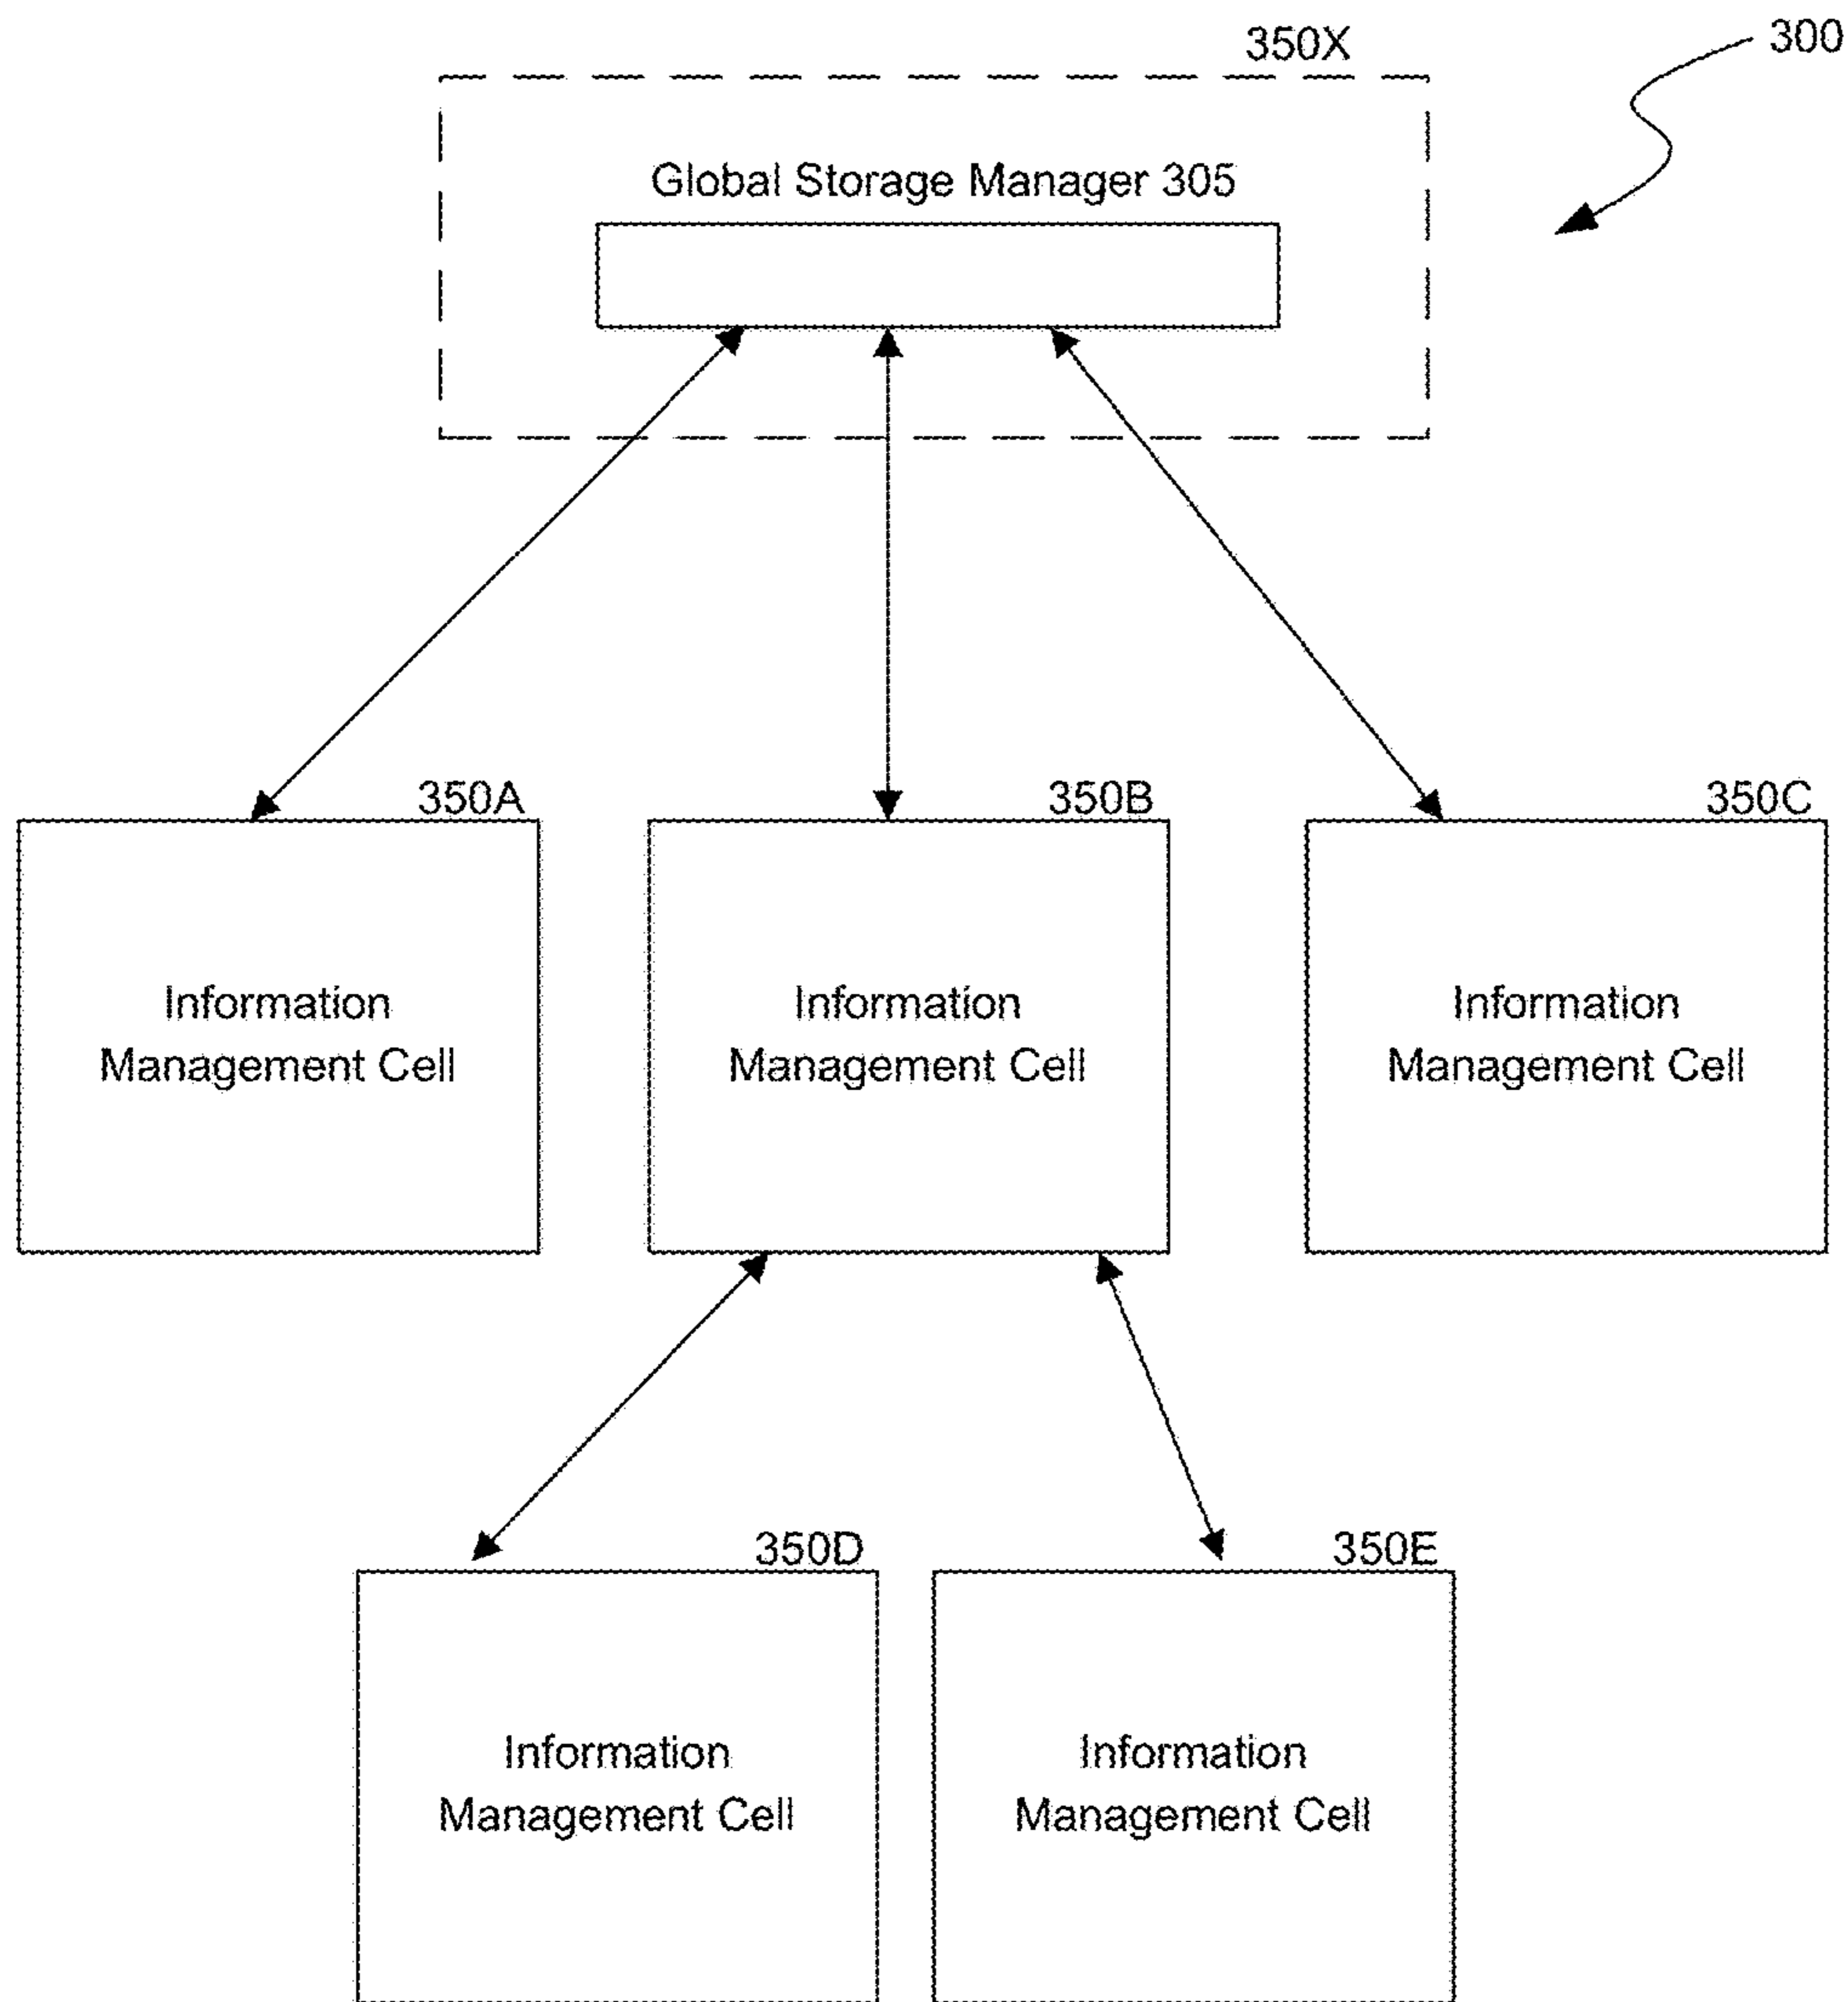 350X
300
Global Storage Manager 305
350A
350B
350C
Information
Management Cell
Information
Management Cell
Information
Management Cell
350D
350E
Information
Management Cell
Information
Management Cell